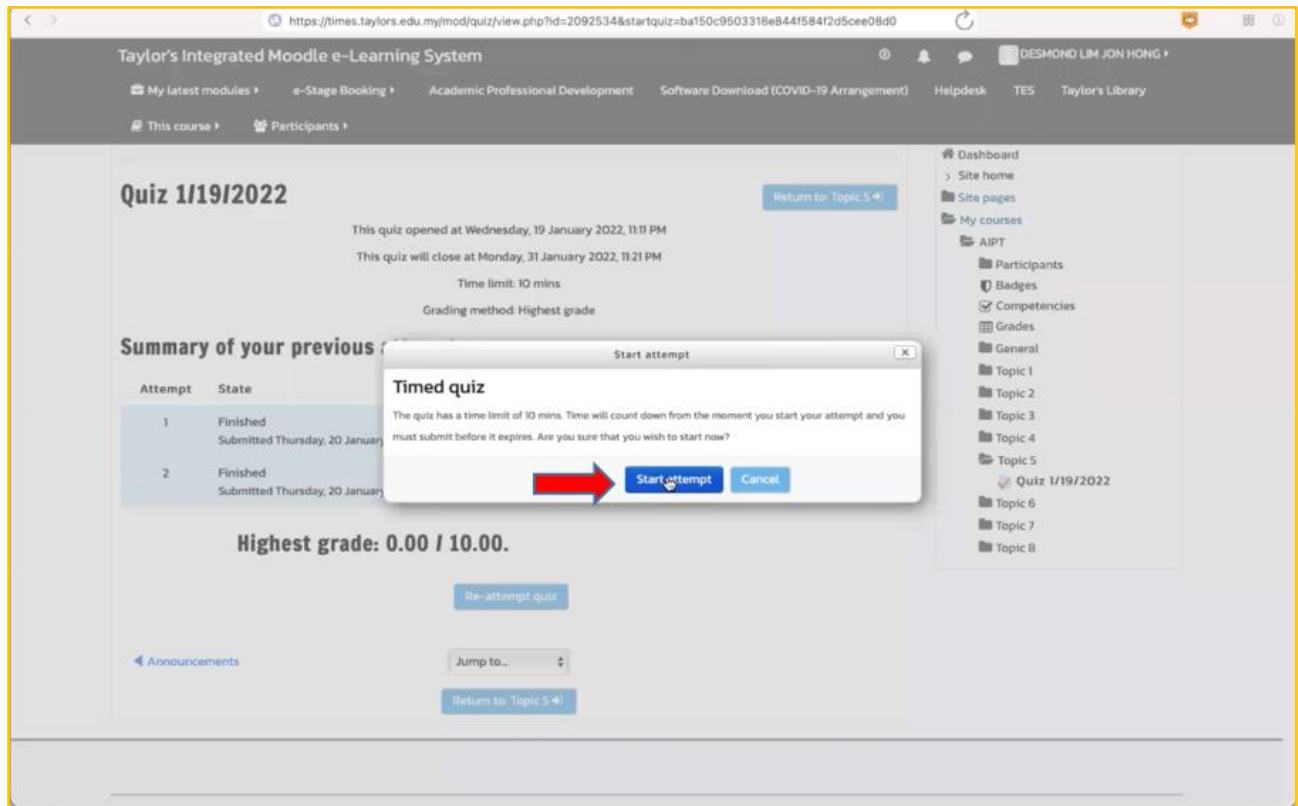 https://times.taylors.edu.my/mod/quiz/view.php?id=2092534&startquiz=ba150c9503318e844f584f2d5cee08d0
Taylor's Integrated Moodle e-Learning System
DESMOND LIM JON HONG
My latest modules
e-Stage Booking
Academic Professional Development
Software Download (COVID-19 Arrangement)
Helpdesk
TES
Taylor's Library
This course
Participants
Quiz 1/19/2022
Return to: Topic 5
This quiz opened at Wednesday, 19 January 2022, 11:11 PM
This quiz will close at Monday, 31 January 2022, 11:21 PM
Time limit: 10 mins
Grading method: Highest grade
Summary of your previous
Attempt State
1 Finished
Submitted Thursday, 20 January
2 Finished
Submitted Thursday, 20 January
Start attempt
Timed quiz
The quiz has a time limit of 10 mins. Time will count down from the moment you start your attempt and you
must submit before it expires. Are you sure that you wish to start now?
Start attempt
Cancel
Highest grade: 0.00 / 10.00.
Re-attempt quiz
Announcements
Jump to...
Return to: Topic 5
Dashboard
Site home
Site pages
My courses
AIPT
Participants
Badges
Competencies
Grades
General
Topic 1
Topic 2
Topic 3
Topic 4
Topic 5
Quiz 1/19/2022
Topic 6
Topic 7
Topic 8